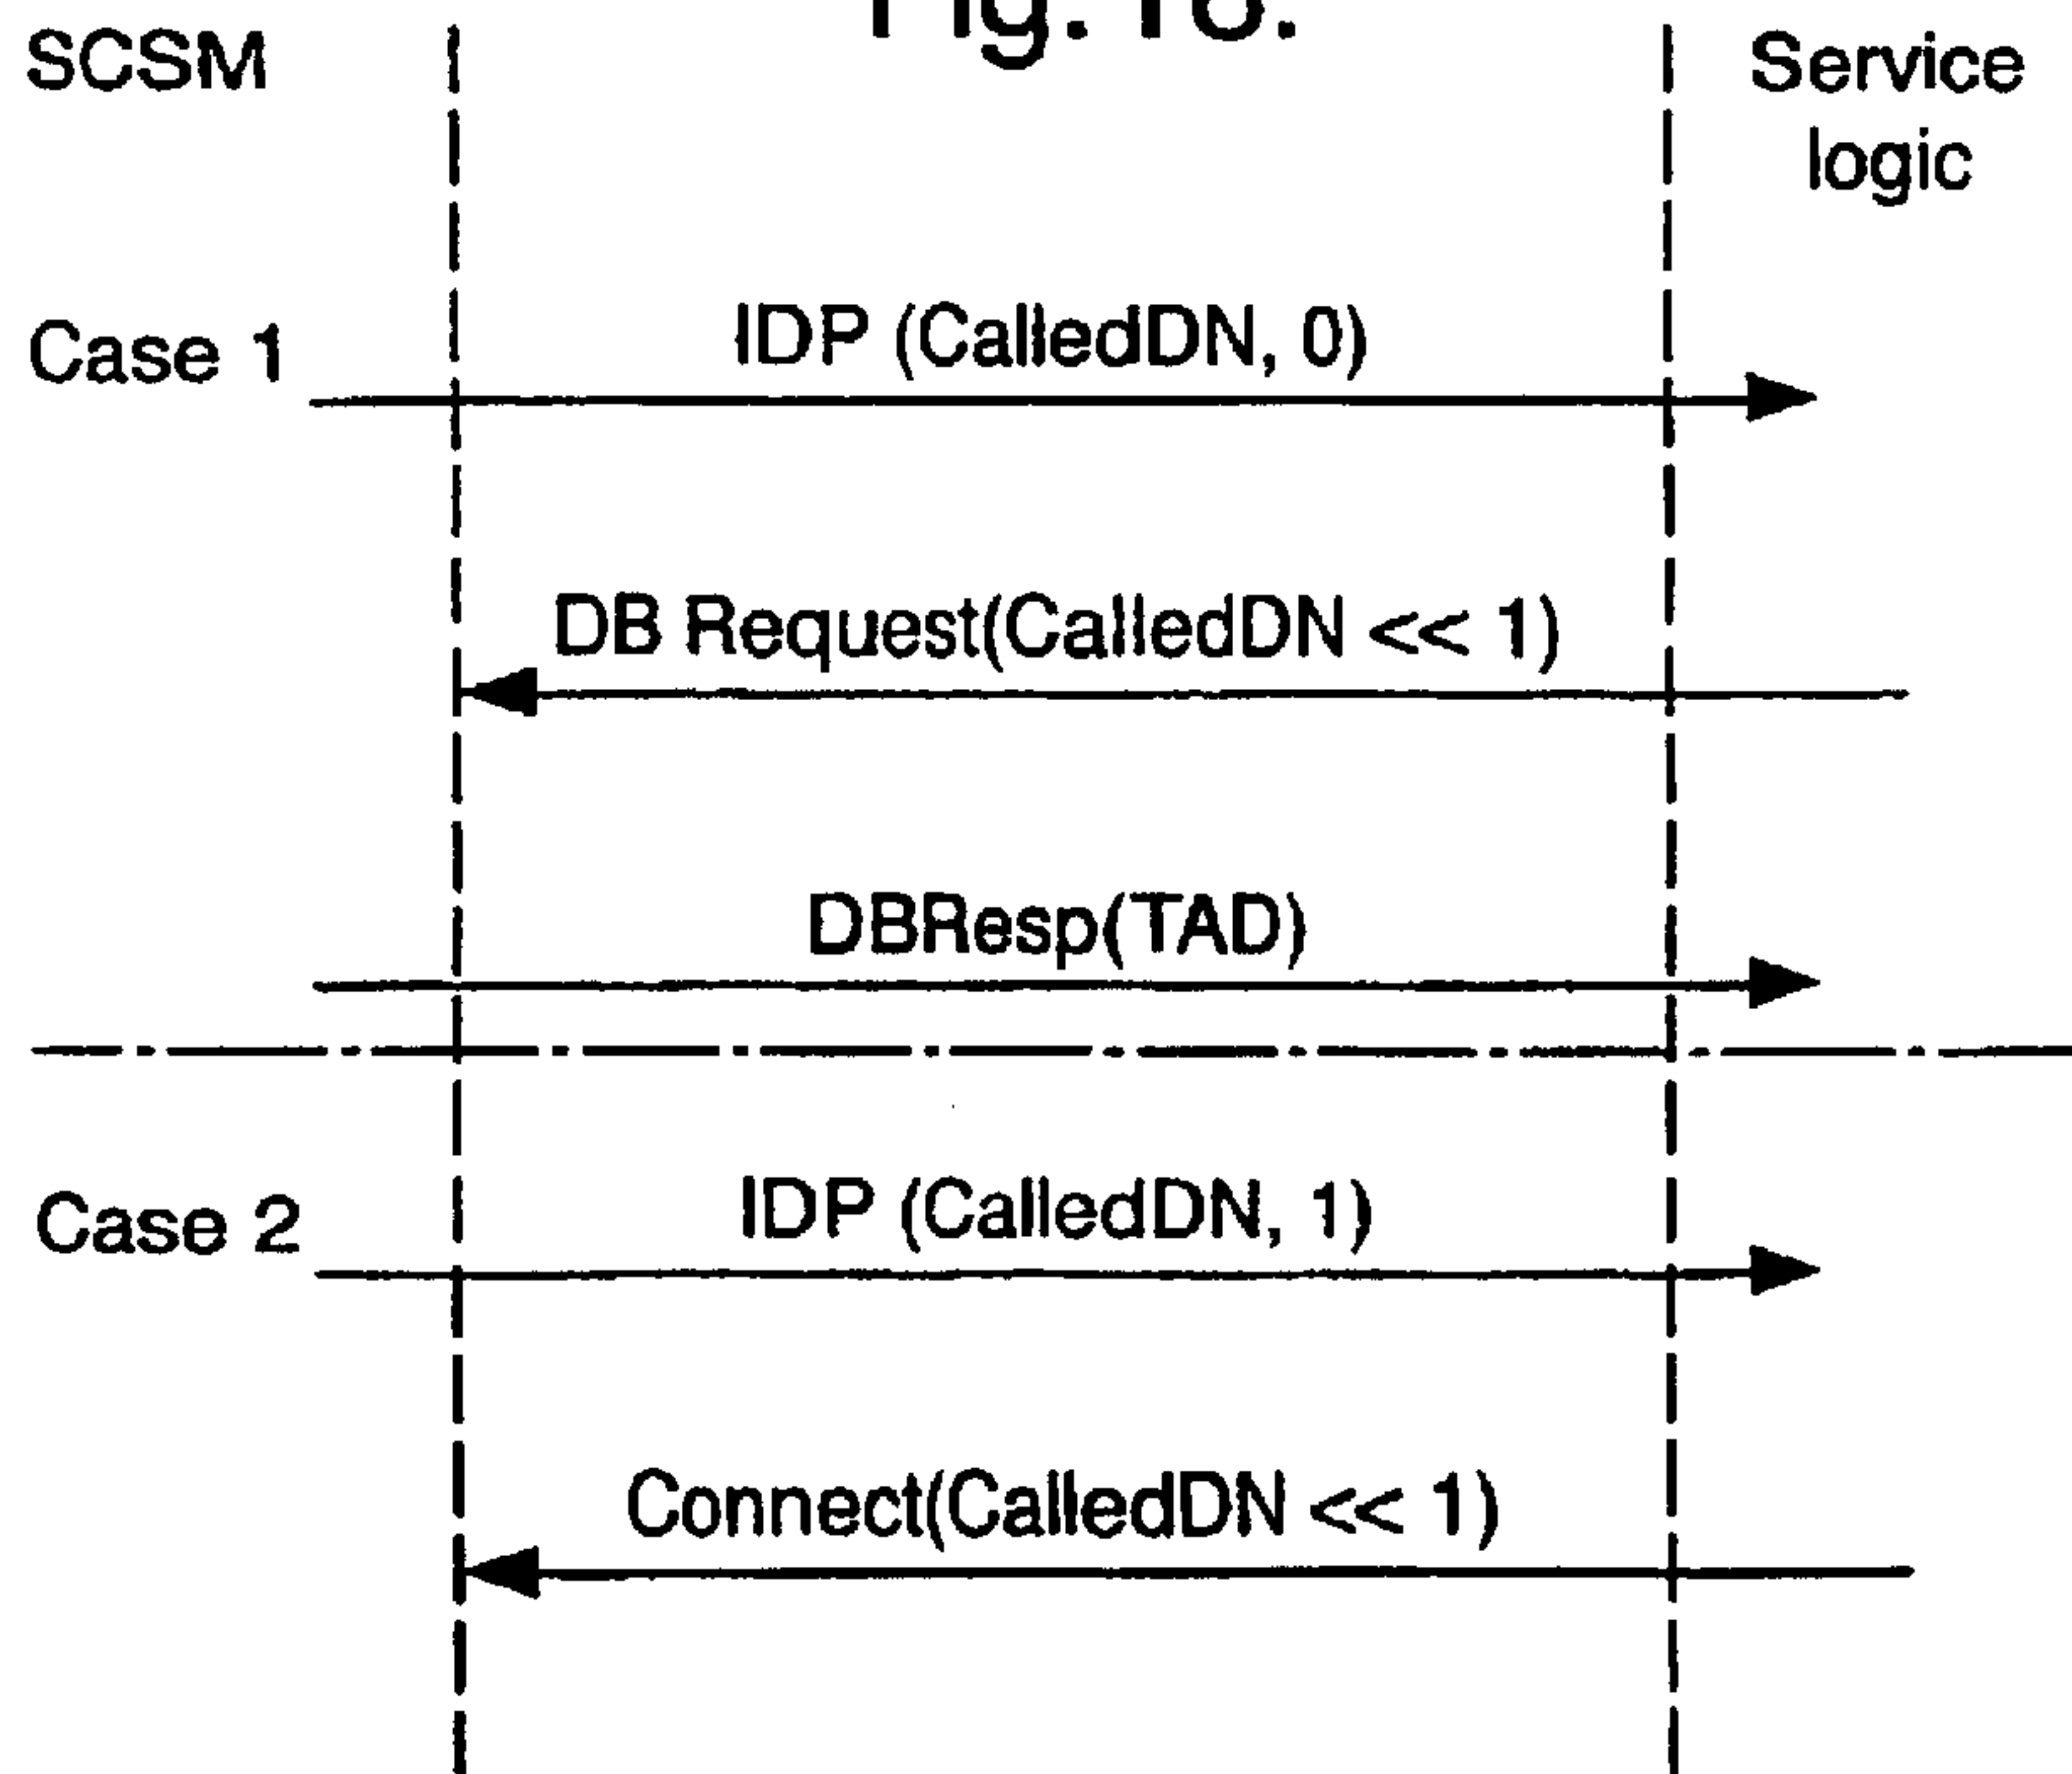 SCSM
Service
logic
Case 1
IDP (CalledDN, 0)
DB Request(CalledDN << 1)
DBResp(TAD)
Case 2
IDP (CalledDN, 1)
Connect(CalledDN << 1)